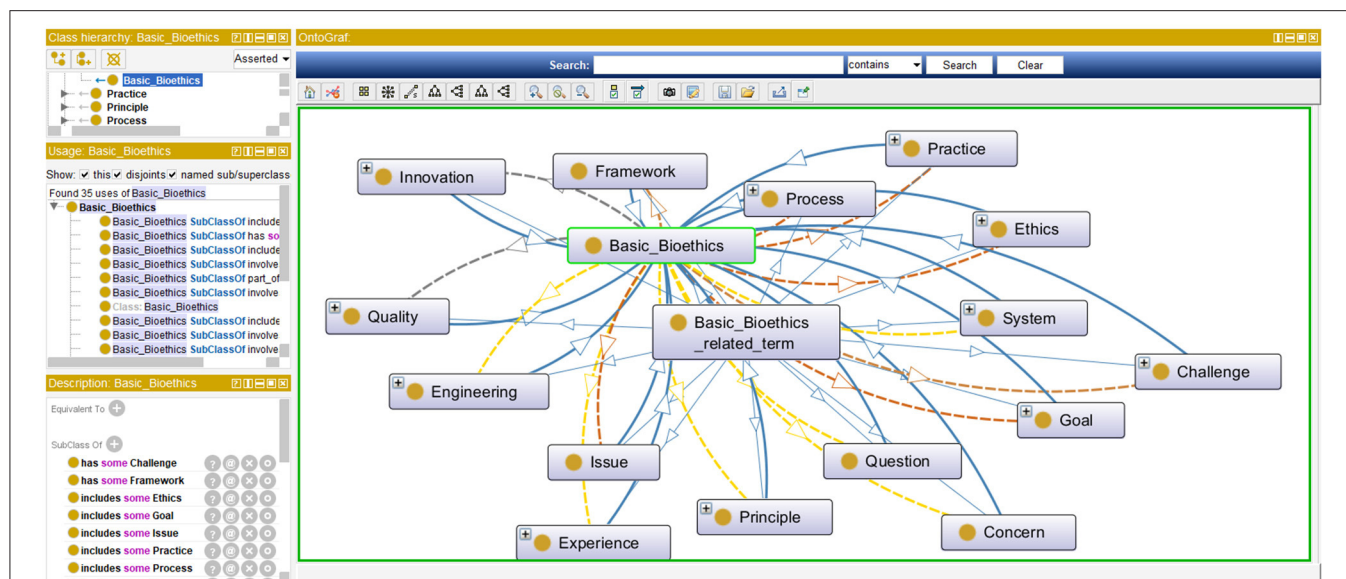 Class hierarchy: Basic_Bioethics
Asserted
Basic_Bioethics
Practice
Principle
Process
Usage: Basic_Bioethics
Show: this disjoints named sub/superclass
Found 35 uses of Basic_Bioethics
Basic_Bioethics
Basic_Bioethics SubClassOf include
Basic_Bioethics SubClassOf has so
Basic_Bioethics SubClassOf include
Basic_Bioethics SubClassOf involve
Basic_Bioethics SubClassOf part_of
Basic_Bioethics SubClassOf involve
Class: Basic_Bioethics
Basic_Bioethics SubClassOf include
Basic_Bioethics SubClassOf involve
Basic_Bioethics SubClassOf involve
Description: Basic_Bioethics
Equivalent To
SubClass Of
has some Challenge
has some Framework
includes some Ethics
includes some Goal
includes some Issue
includes some Practice
includes some Process
OntoGraf:
Search: contains Search Clear
Practice
Framework
Innovation
Process
Ethics
Basic_Bioethics
Quality
System
Basic_Bioethics
_related_term
Challenge
Engineering
Goal
Issue
Question
Principle
Concern
Experience